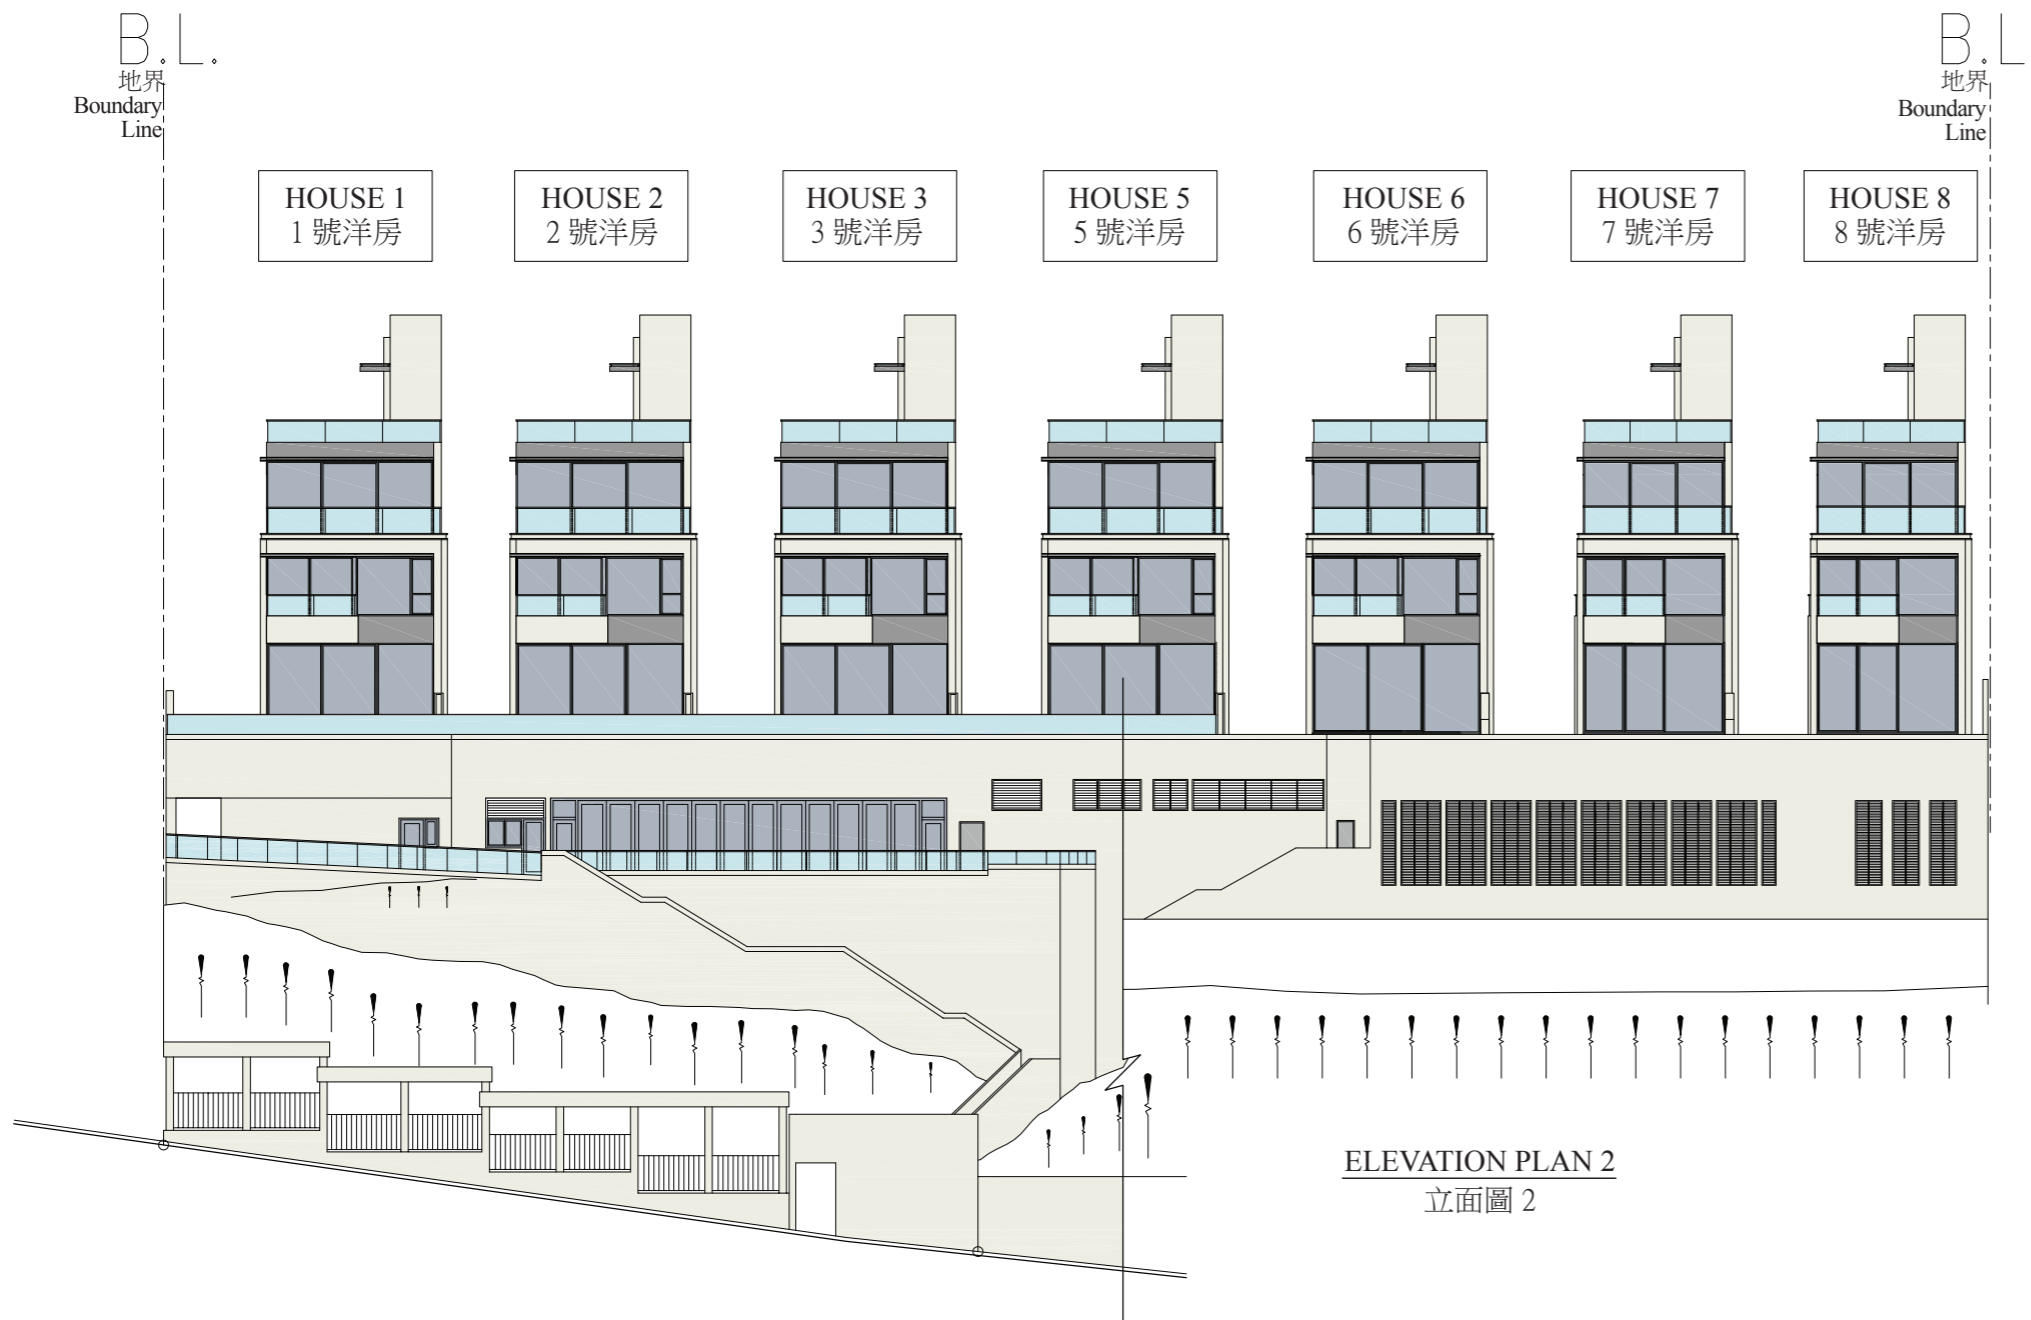 B.L.
地界
Boundary
Line
B.L
地界
Boundary
Line
HOUSE 1
1 號洋房
HOUSE 2
2 號洋房
HOUSE 3
3 號洋房
HOUSE 5
5 號洋房
HOUSE 6
6 號洋房
HOUSE 7
7 號洋房
HOUSE 8
8 號洋房
ELEVATION PLAN 2
立面圖 2